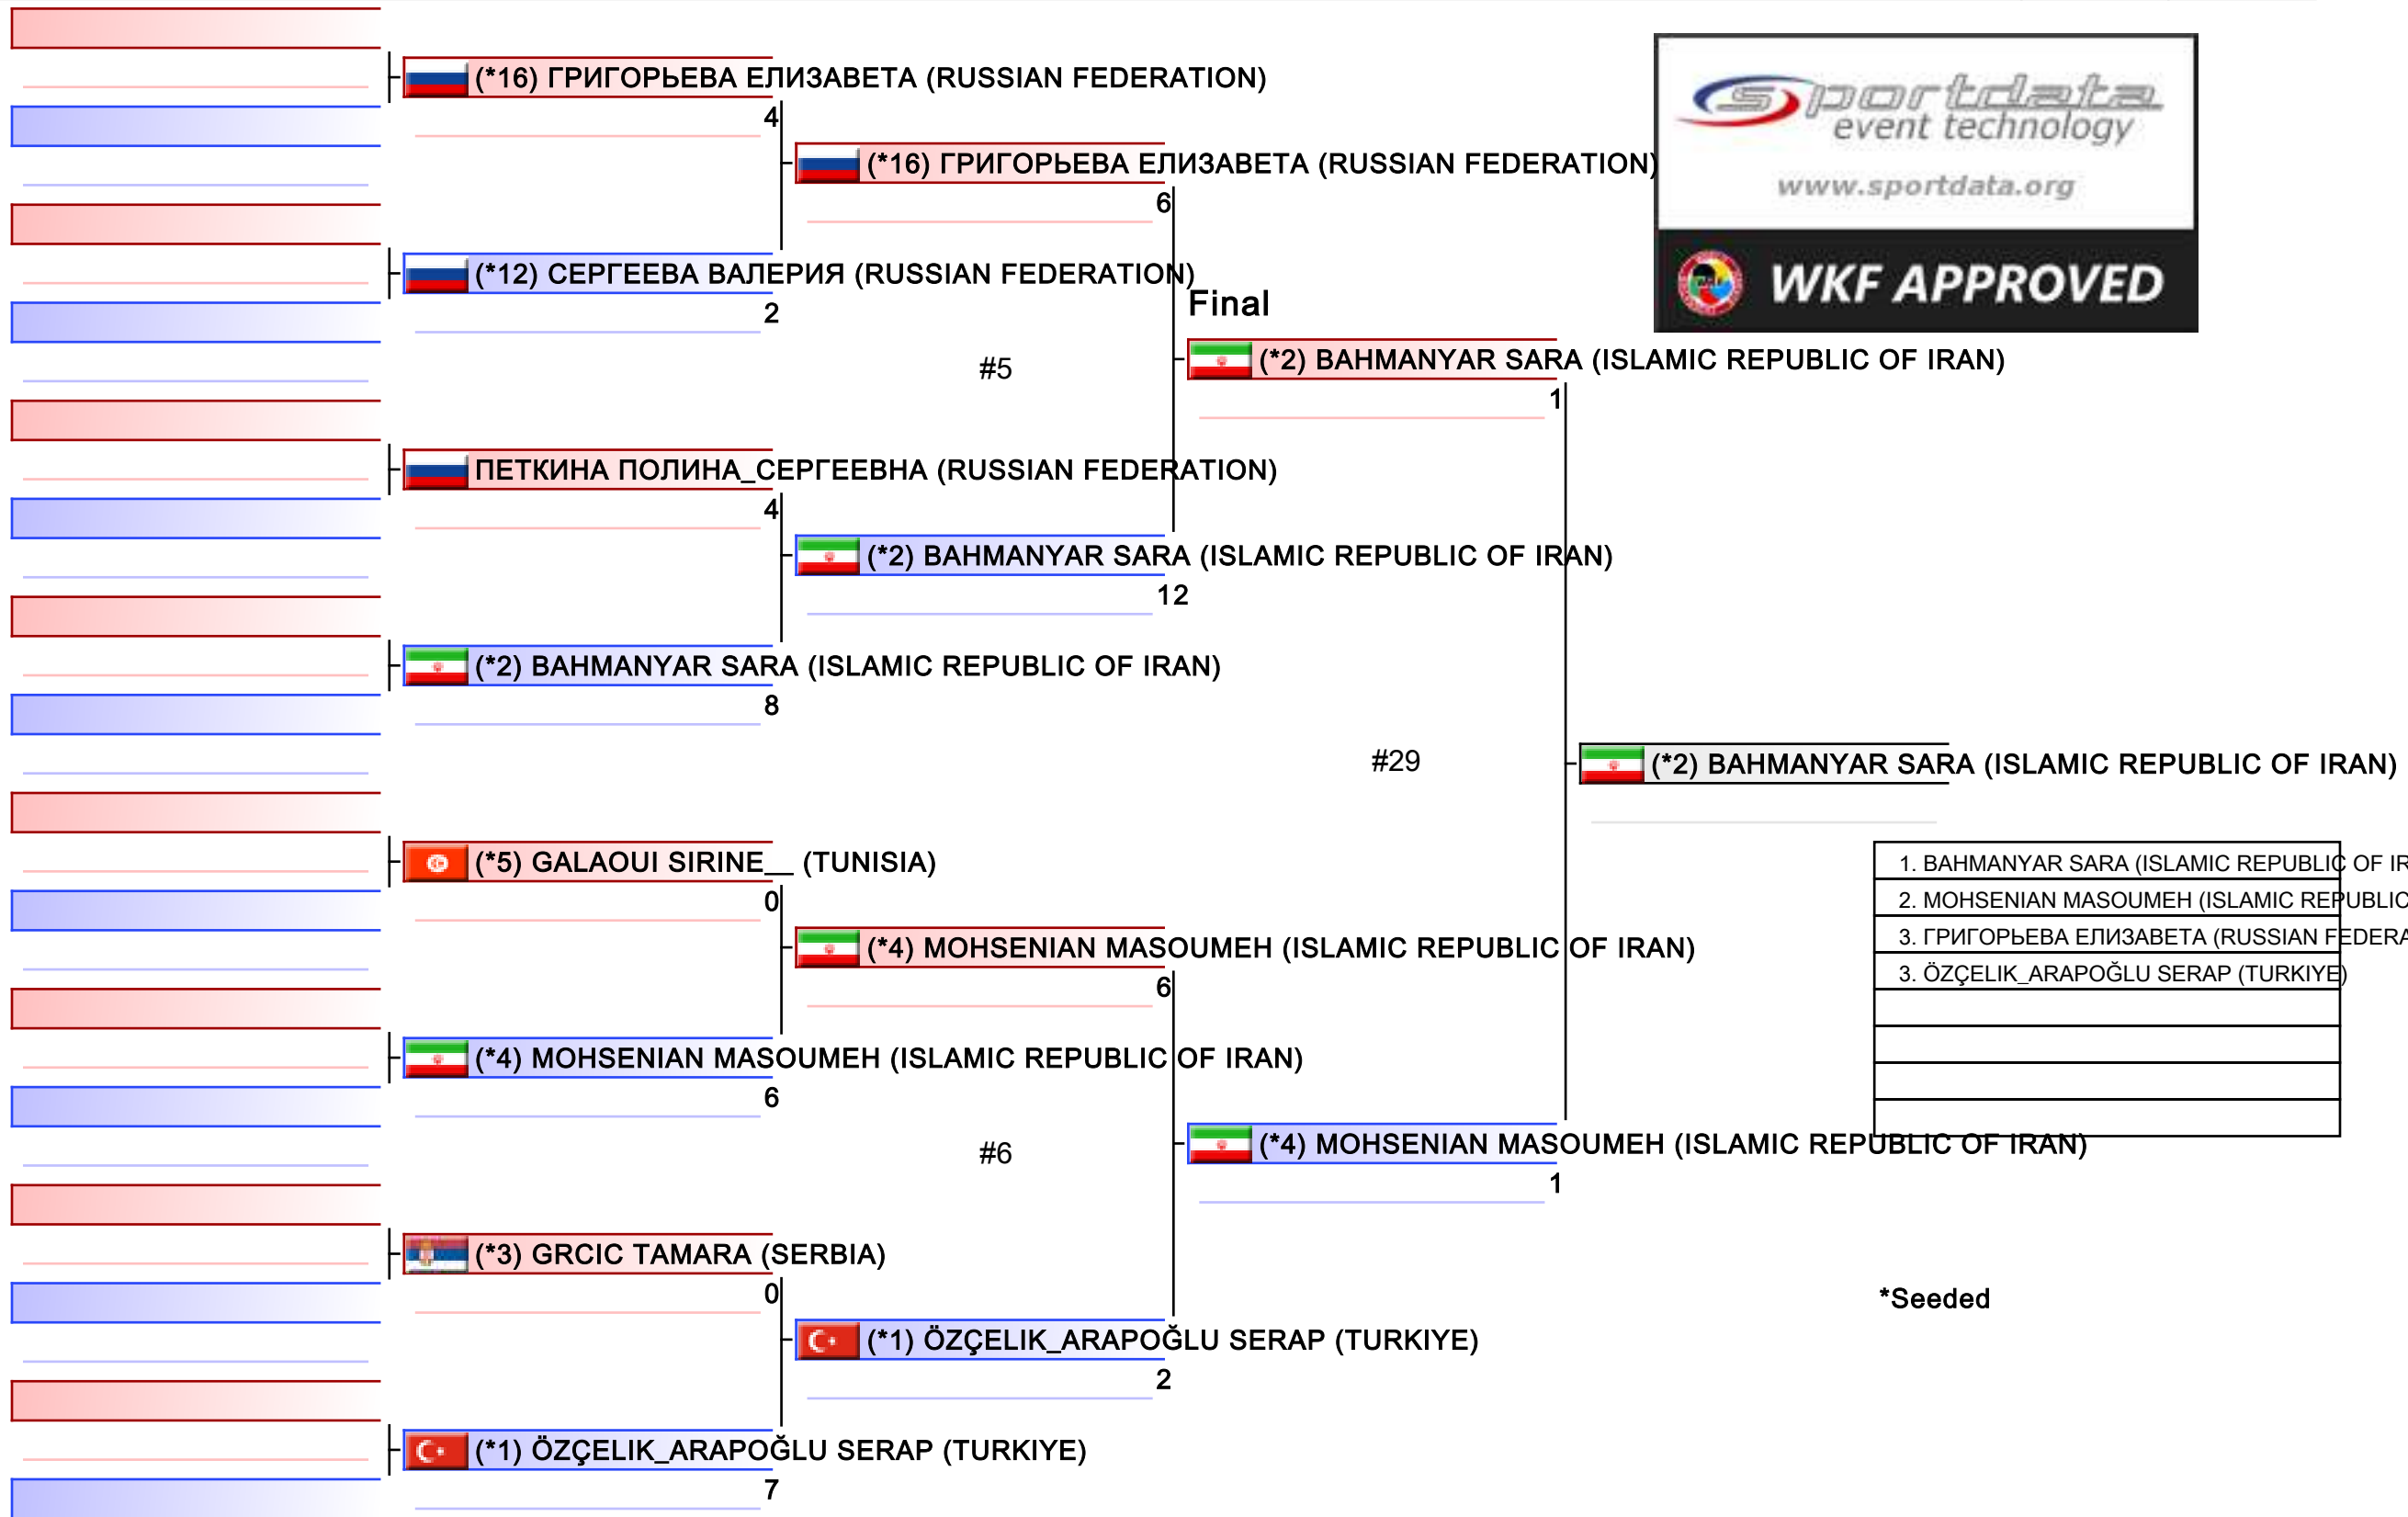 (*16) ГРИГОРЬЕВА ЕЛИЗАВЕТА (RUSSIAN FEDERATION)
4
(*16) ГРИГОРЬЕВА ЕЛИЗАВЕТА (RUSSIAN FEDERATION)
6
(*12) СЕРГЕЕВА ВАЛЕРИЯ (RUSSIAN FEDERATION)
2
sportdata
event technology
www.sportdata.org
WKF APPROVED
Final
#5
(*2) BAHMANYAR SARA (ISLAMIC REPUBLIC OF IRAN)
1
ПЕТКИНА ПОЛИНА_СЕРГЕЕВНА (RUSSIAN FEDERATION)
4
(*2) BAHMANYAR SARA (ISLAMIC REPUBLIC OF IRAN)
12
(*2) BAHMANYAR SARA (ISLAMIC REPUBLIC OF IRAN)
8
#29
(*2) BAHMANYAR SARA (ISLAMIC REPUBLIC OF IRAN)
(*5) GALAOUI SIRINE__ (TUNISIA)
0
1. BAHMANYAR SARA (ISLAMIC REPUBLIC OF IR
2. MOHSENIAN MASOUMEH (ISLAMIC REPUBLIC
3. ГРИГОРЬЕВА ЕЛИЗАВЕТА (RUSSIAN FEDERA
3. ÖZÇELIK_ARAPOĞLU SERAP (TURKIYE)
(*4) MOHSENIAN MASOUMEH (ISLAMIC REPUBLIC OF IRAN)
6
(*4) MOHSENIAN MASOUMEH (ISLAMIC REPUBLIC OF IRAN)
6
#6
(*4) MOHSENIAN MASOUMEH (ISLAMIC REPUBLIC OF IRAN)
1
(*3) GRCIC TAMARA (SERBIA)
0
*Seeded
(*1) ÖZÇELIK_ARAPOĞLU SERAP (TURKIYE)
2
(*1) ÖZÇELIK_ARAPOĞLU SERAP (TURKIYE)
7